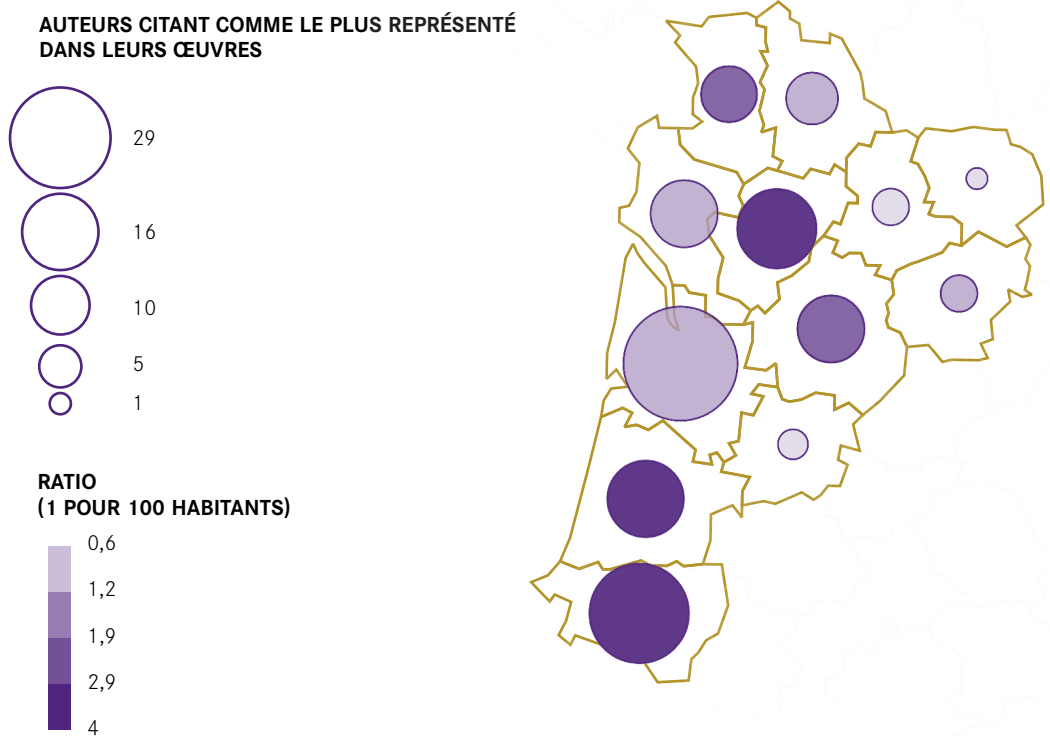 AUTEURS CITANT COMME LE PLUS REPRÉSENTÉ
DANS LEURS ŒUVRES
29
16
10
5
1
RATIO
(1 POUR 100 HABITANTS)
0,6
1,2
1,9
2,9
4